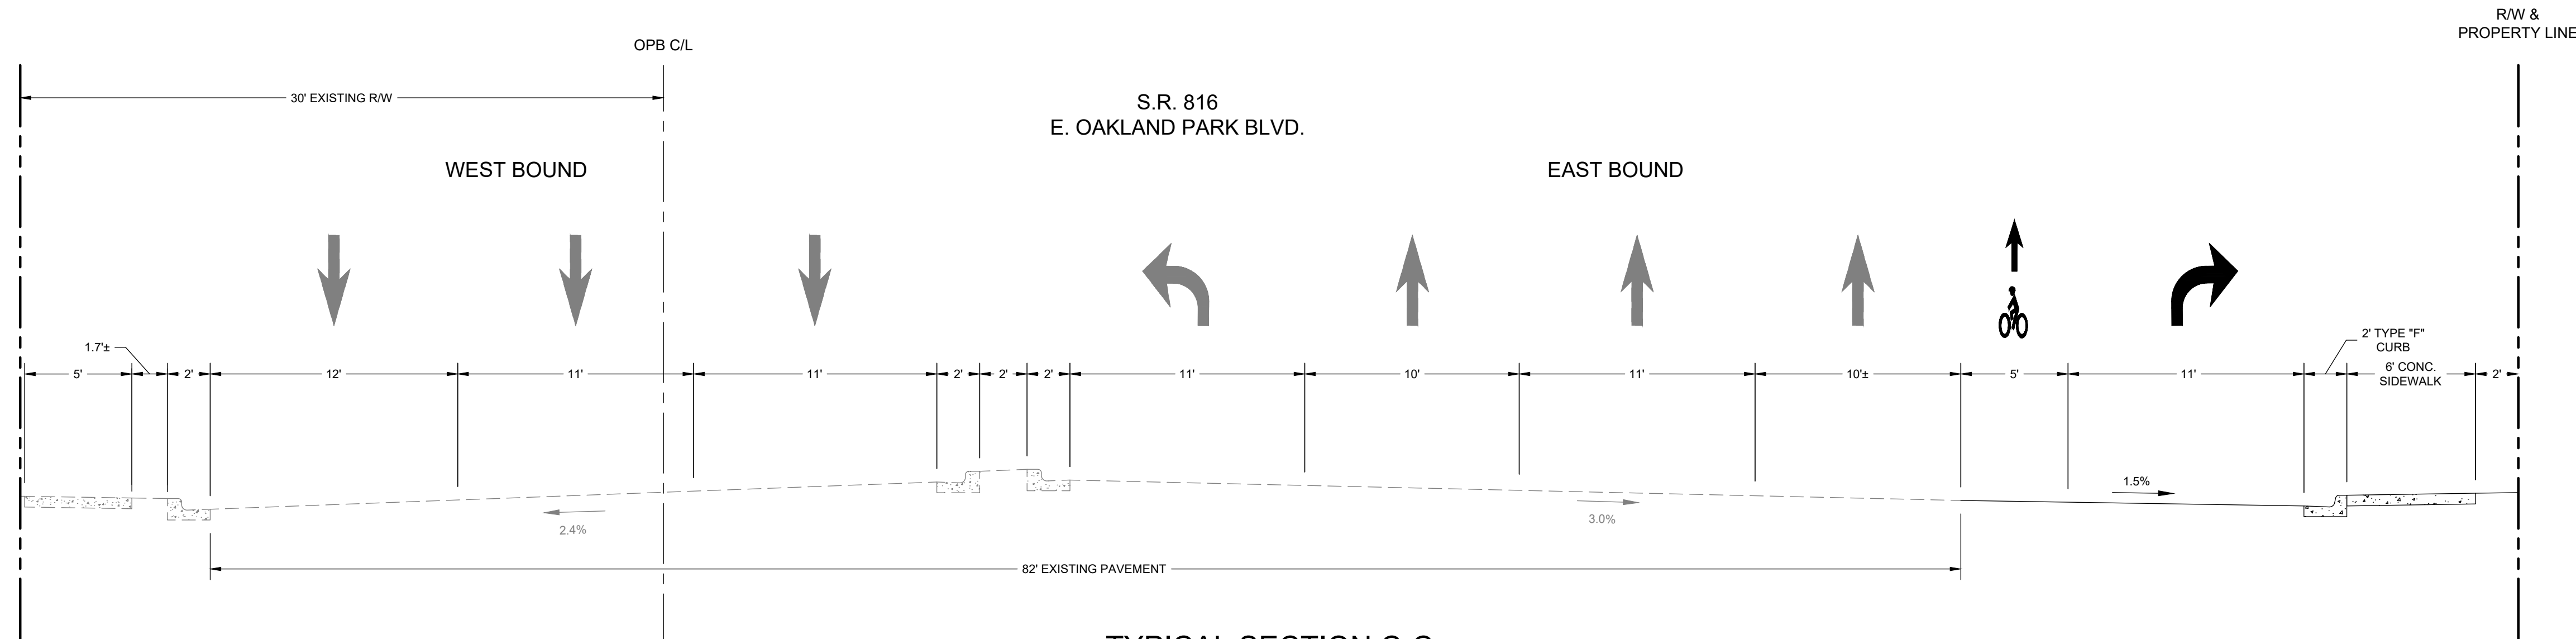 R/W &
PROPERTY LINE
OPB C/L
30' EXISTING R/W
S.R. 816
E. OAKLAND PARK BLVD.
WEST BOUND
EAST BOUND
1.7'±
2' TYPE "F"
CURB
5'
2'
12'
11'
11'
2'
2'
2'
11'
10'
11'
10'±
5'
11'
6' CONC.
SIDEWALK
2'
1.5%
2.4%
3.0%
82' EXISTING PAVEMENT
TYPICAL SECTION